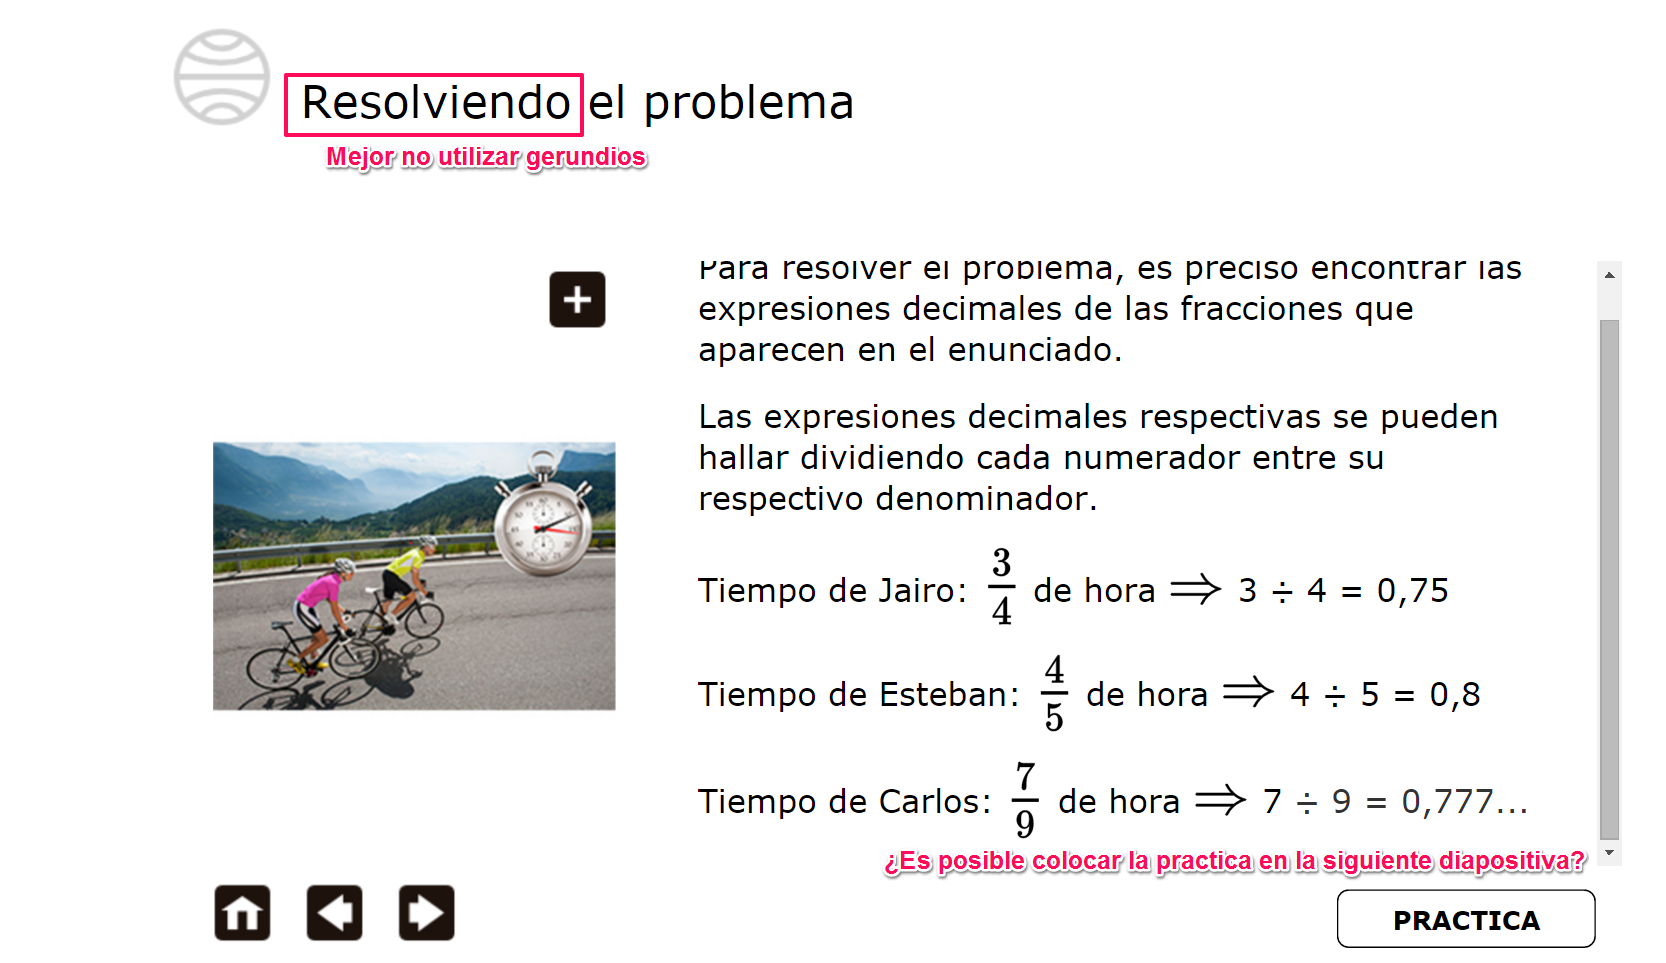 Resolviendo el problema
Mejor no utilizar gerundios
Para resolver el problema, es preciso encontrar las
expresiones decimales de las fracciones que
aparecen en el enunciado.
Las expresiones decimales respectivas se pueden
hallar dividiendo cada numerador entre su
respectivo denominador.
Tiempo de Jairo: 3/4 de hora ⇒ 3 ÷ 4 = 0,75
Tiempo de Esteban: 4/5 de hora ⇒ 4 ÷ 5 = 0,8
Tiempo de Carlos: 7/9 de hora ⇒ 7 ÷ 9 = 0,777...
¿Es posible colocar la practica en la siguiente diapositiva?
PRACTICA